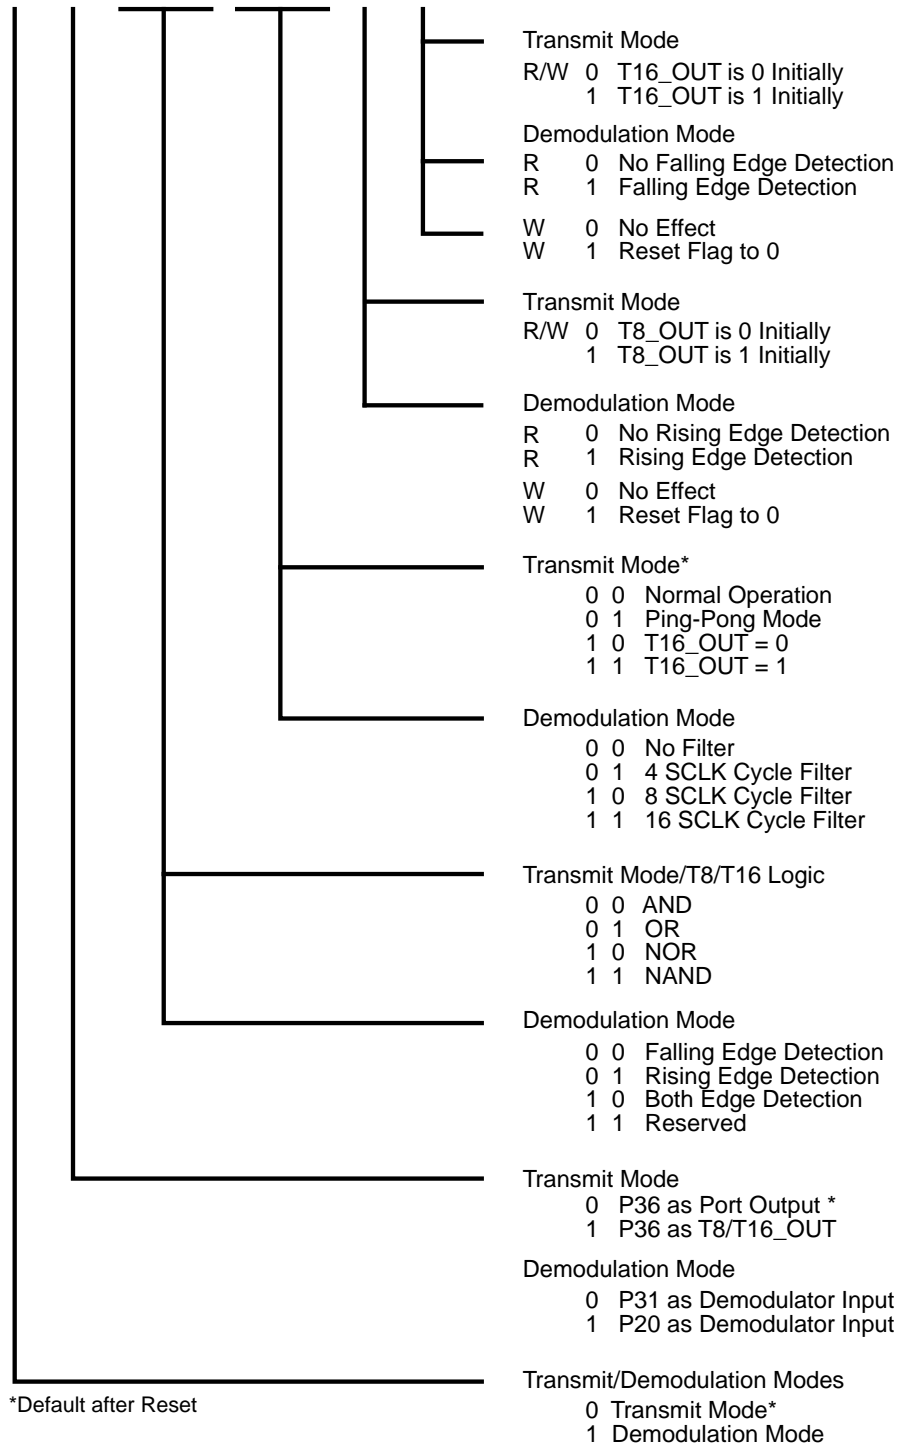 Transmit Mode
R/W 0 T16_OUT is 0 Initially
1 T16_OUT is 1 Initially
Demodulation Mode
R 0 No Falling Edge Detection
R 1 Falling Edge Detection
W 0 No Effect
W 1 Reset Flag to 0
Transmit Mode
R/W 0 T8_OUT is 0 Initially
1 T8_OUT is 1 Initially
Demodulation Mode
R 0 No Rising Edge Detection
R 1 Rising Edge Detection
W 0 No Effect
W 1 Reset Flag to 0
Transmit Mode*
0 0 Normal Operation
0 1 Ping-Pong Mode
1 0 T16_OUT = 0
1 1 T16_OUT = 1
Demodulation Mode
0 0 No Filter
0 1 4 SCLK Cycle Filter
1 0 8 SCLK Cycle Filter
1 1 16 SCLK Cycle Filter
Transmit Mode/T8/T16 Logic
0 0 AND
0 1 OR
1 0 NOR
1 1 NAND
Demodulation Mode
0 0 Falling Edge Detection
0 1 Rising Edge Detection
1 0 Both Edge Detection
1 1 Reserved
Transmit Mode
0 P36 as Port Output *
1 P36 as T8/T16_OUT
Demodulation Mode
0 P31 as Demodulator Input
1 P20 as Demodulator Input
Transmit/Demodulation Modes
0 Transmit Mode*
1 Demodulation Mode
*Default after Reset